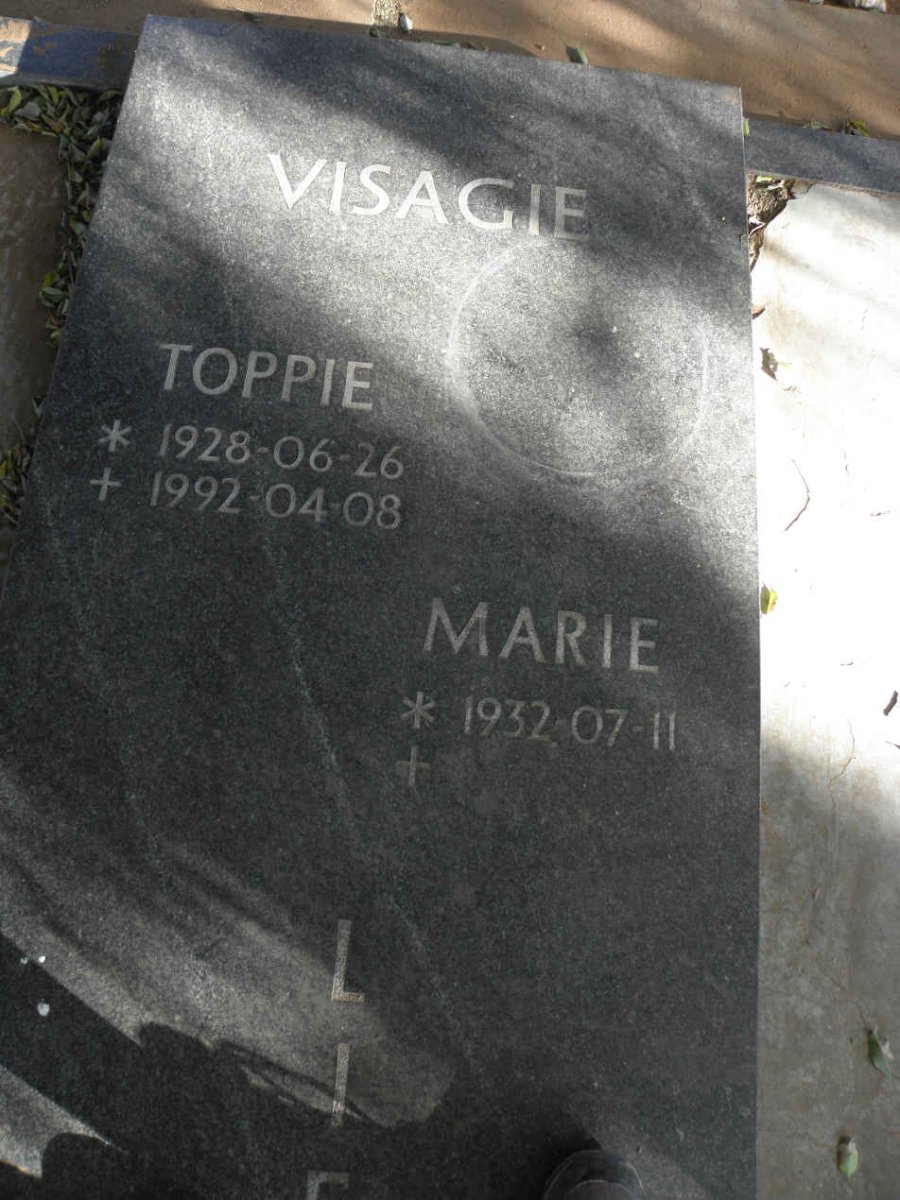 VISAGIE
TOPPIE
* 1928-06-26
+ 1992-04-08
MARIE
* 1932-07-11
+
L
I